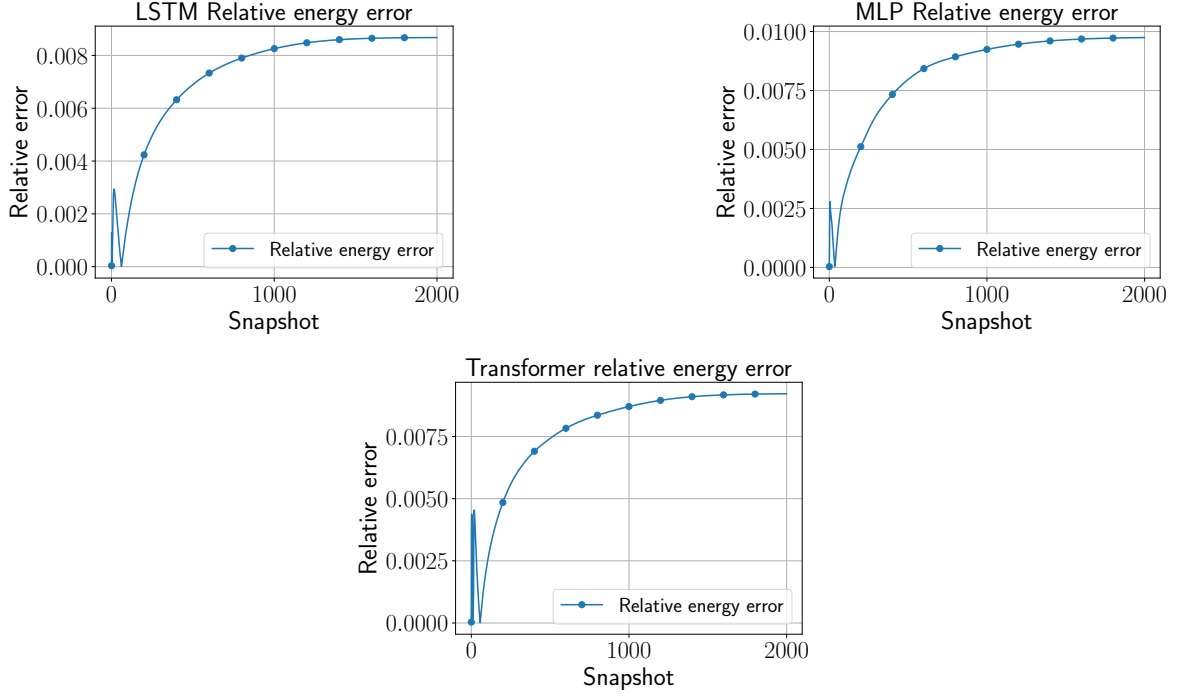 LSTM Relative energy error
Relative error
0.008
0.006
0.004
0.002
0.000
Relative energy error
0
1000
2000
Snapshot
MLP Relative energy error
Relative error
0.0100
0.0075
0.0050
0.0025
0.0000
Relative energy error
0
1000
2000
Snapshot
Transformer relative energy error
Relative error
0.0075
0.0050
0.0025
0.0000
Relative energy error
0
1000
2000
Snapshot